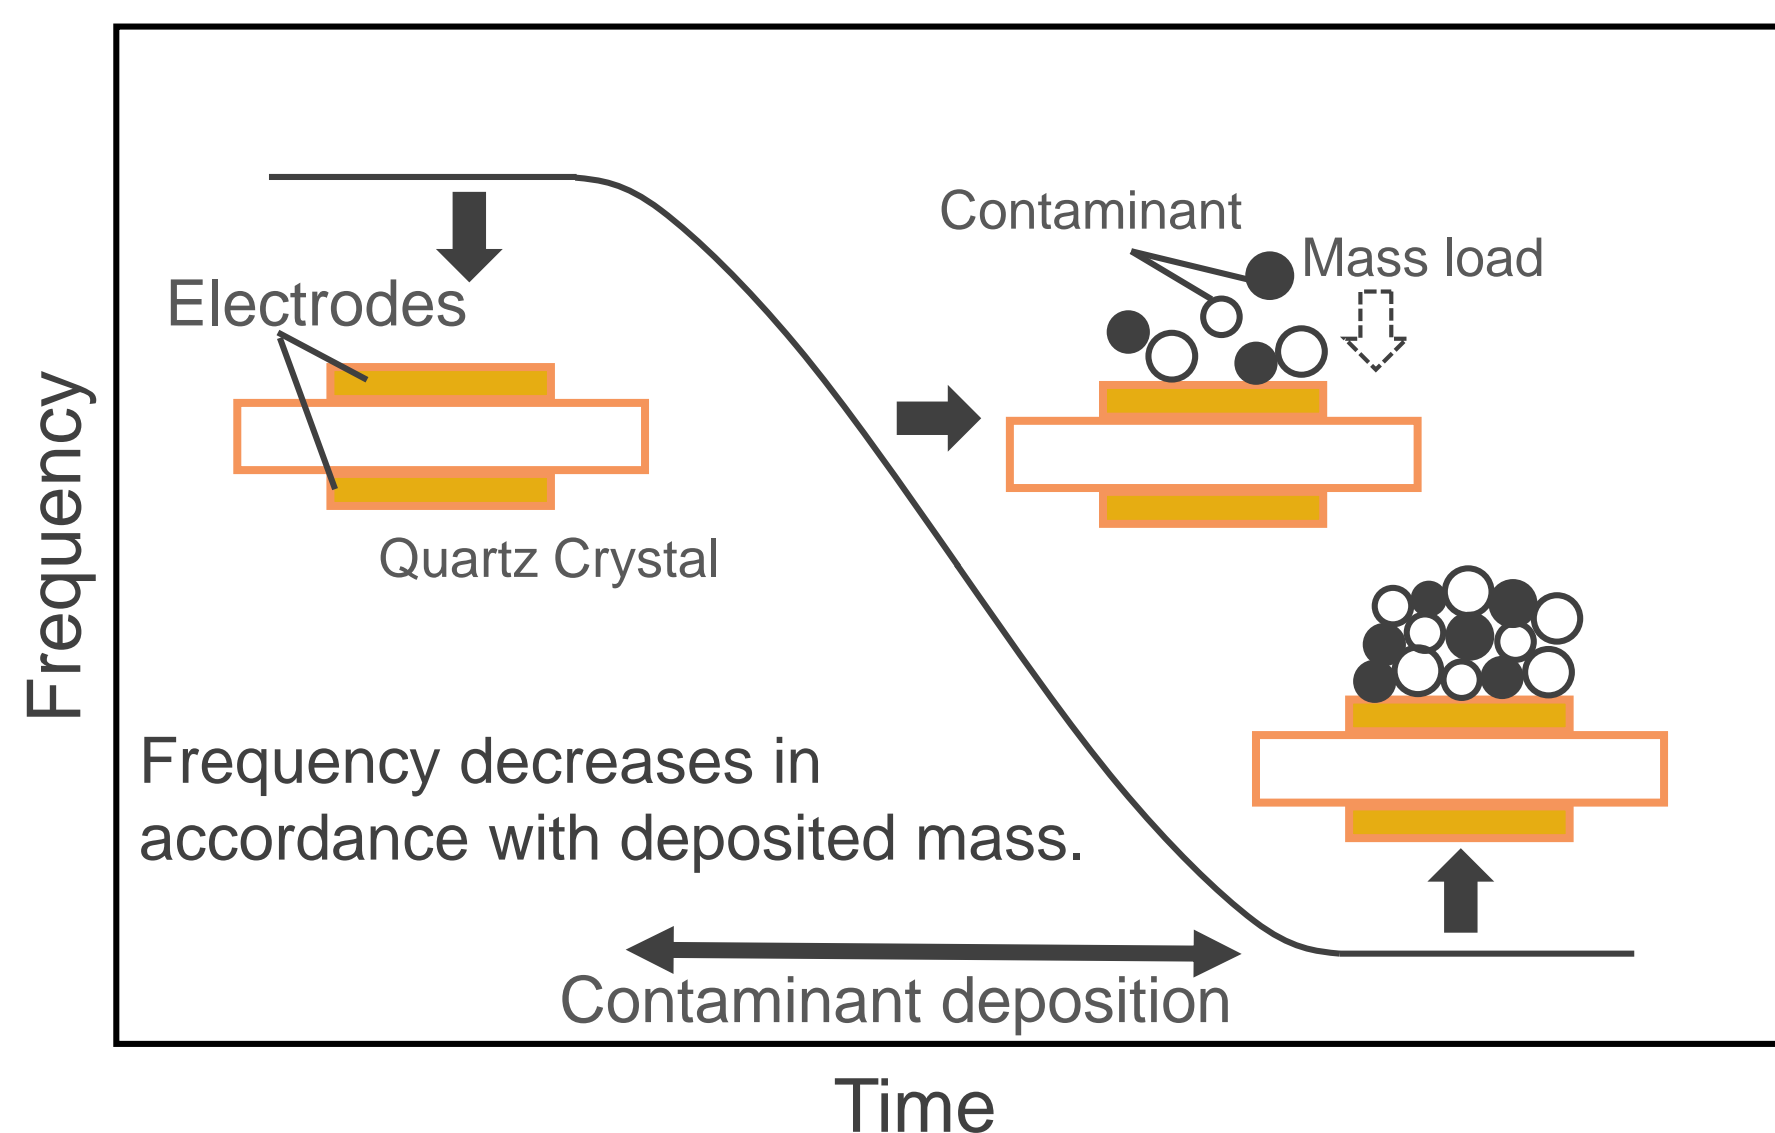 Contaminant
Mass load
Electrodes
Quartz Crystal
Frequency
Frequency decreases in
accordance with deposited mass.
Contaminant deposition
Time